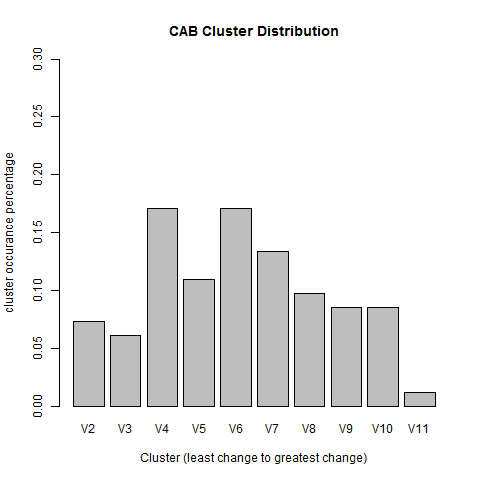 CAB Cluster Distribution
cluster occurance percentage
0.30
0.25
0.20
0.15
0.10
0.05
0.00
V2 V3 V4 V5 V6 V7 V8 V9 V10 V11
Cluster (least change to greatest change)